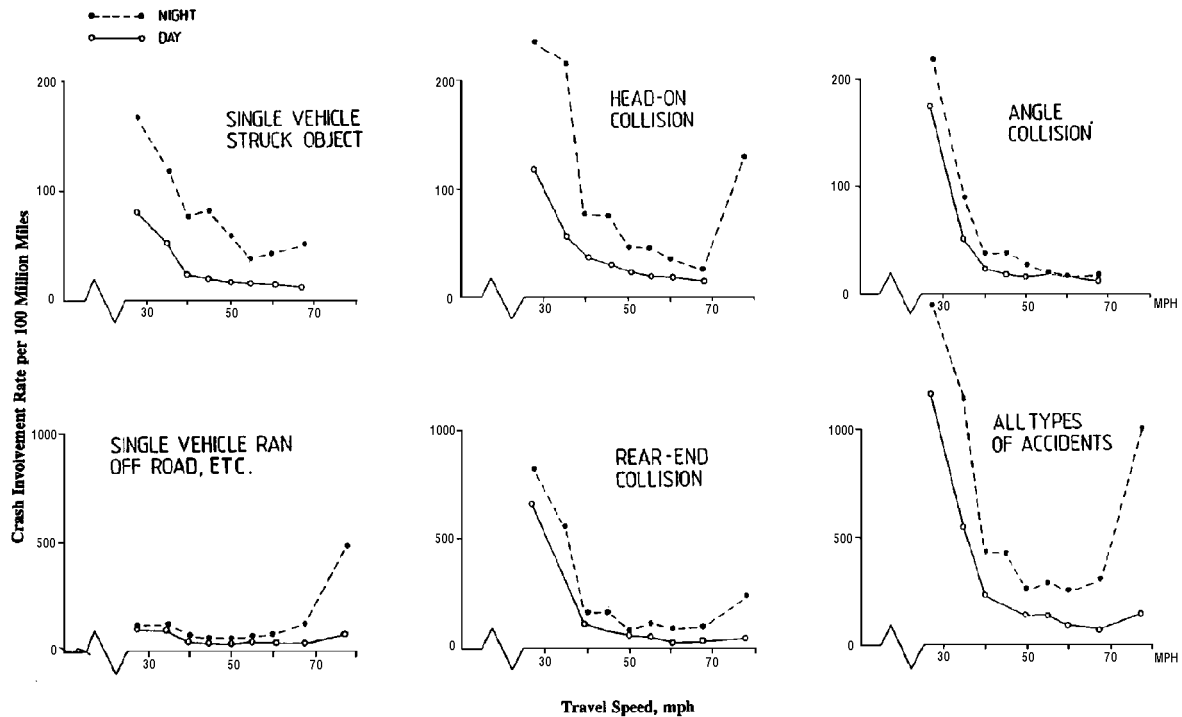 NIGHT
DAY
200
100
0
30
50
70
SINGLE VEHICLE
STRUCK OBJECT
200
100
0
30
50
70
HEAD-ON
COLLISION
200
100
0
30
50
70
MPH
ANGLE
COLLISION
Crash Involvement Rate per 100 Million Miles
1000
500
0
30
50
70
SINGLE VEHICLE RAN
OFF ROAD, ETC.
1000
500
0
30
50
70
REAR-END
COLLISION
1000
500
0
30
50
70
MPH
ALL TYPES
OF ACCIDENTS
Travel Speed, mph